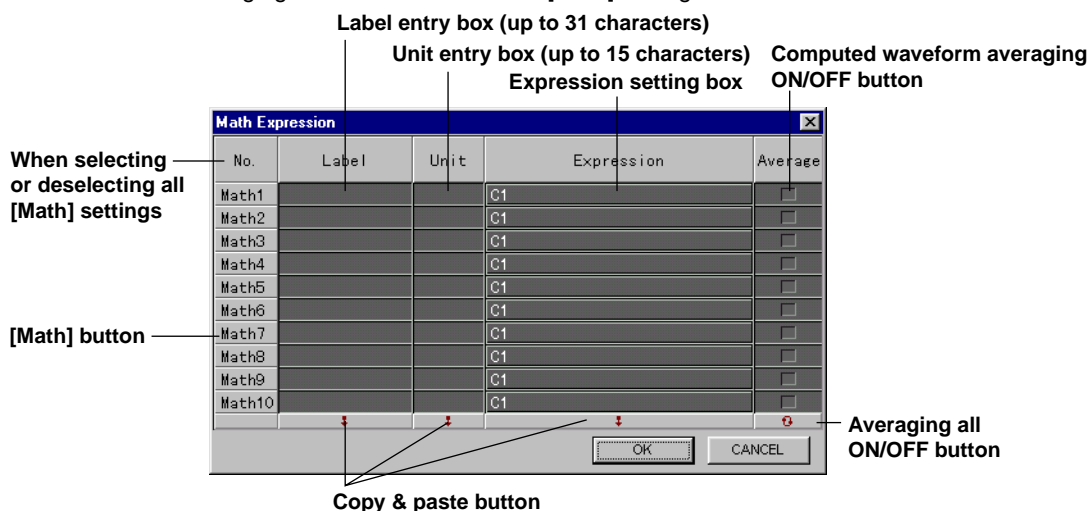 Label entry box (up to 31 characters)
Unit entry box (up to 15 characters)
Computed waveform averaging
ON/OFF button
Expression setting box
Math Expression
When selecting
or deselecting all
[Math] settings
No. Label Unit Expression Average
Math1 C1
Math2 C1
Math3 C1
Math4 C1
Math5 C1
Math6 C1
[Math] button
Math7 C1
Math8 C1
Math9 C1
Math10 C1
Averaging all
ON/OFF button
OK CANCEL
Copy & paste button